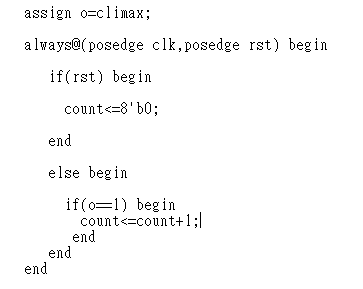 assign o=climax;
always@(posedge clk,posedge rst) begin
if(rst) begin
count<=8'b0;
end
else begin
if(o==1) begin
count<=count+1;
end
end
end